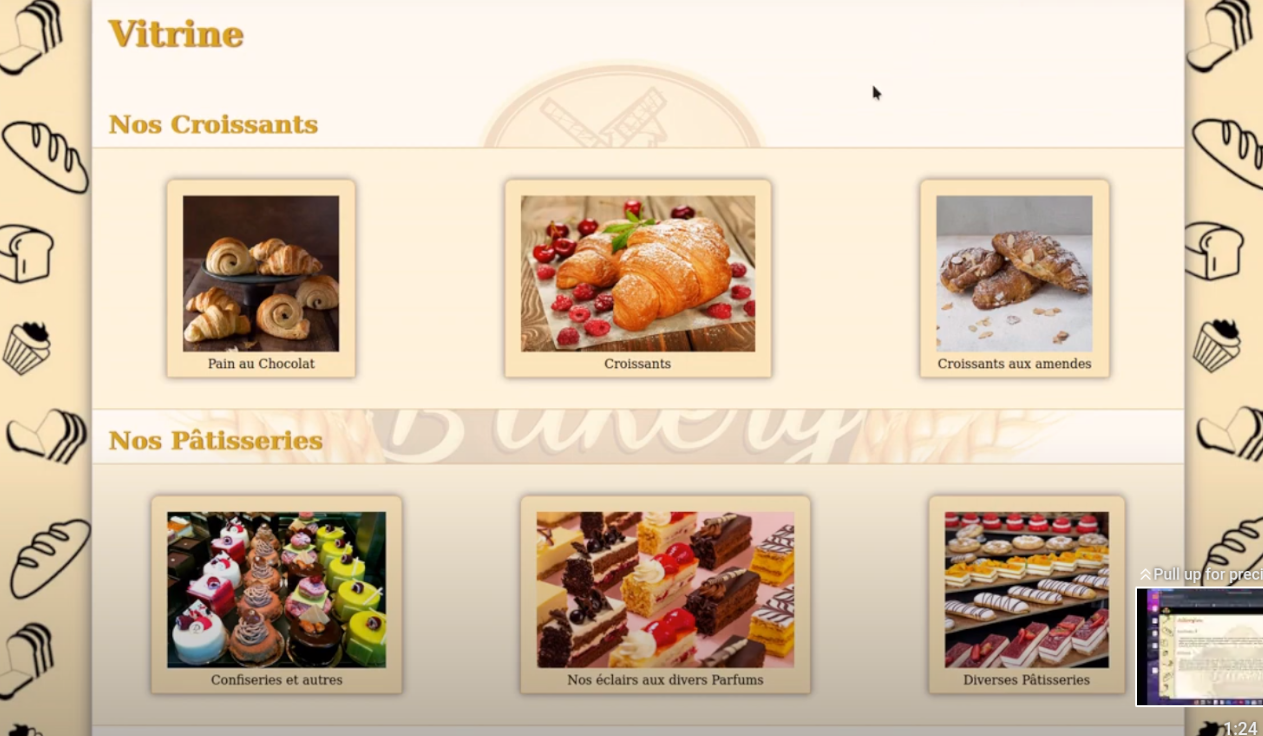 Vitrine
Nos Croissants
Pain au Chocolat
Croissants
Croissants aux amendes
Bakery
Nos Pâtisseries
Confiseries et autres
Nos éclairs aux divers Parfums
Diverses Pâtisseries
Pull up for preci
1:24